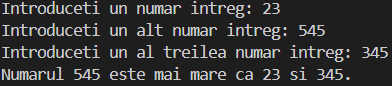 Introduceti un numar intreg: 23
Introduceti un alt numar intreg: 545
Introduceti un al treilea numar intreg: 345
Numarul 545 este mai mare ca 23 si 345.